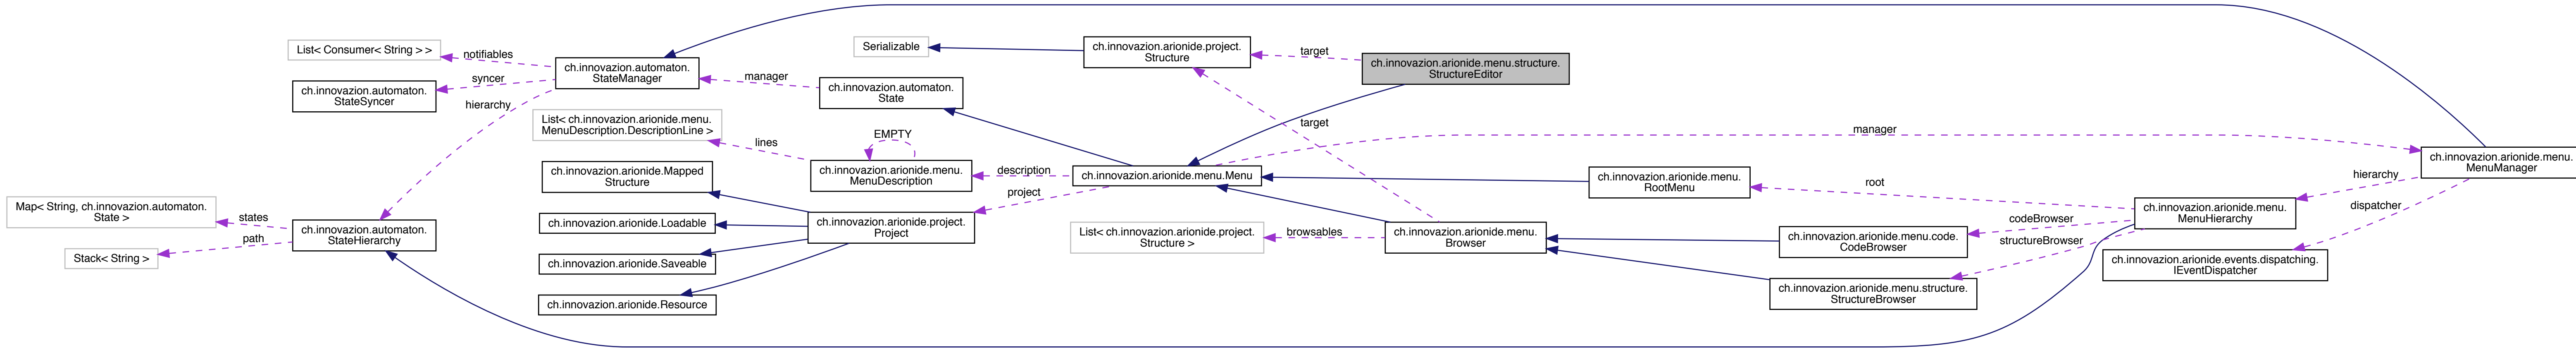 List< Consumer< String > >
notifiables
ch.innovazion.automaton.
StateManager
syncer
ch.innovazion.automaton.
StateSyncer
hierarchy
manager
ch.innovazion.automaton.
State
Serializable
ch.innovazion.arionide.project.
Structure
target
ch.innovazion.arionide.menu.structure.
StructureEditor
List< ch.innovazion.arionide.menu.
MenuDescription.DescriptionLine >
lines
EMPTY
ch.innovazion.arionide.menu.
MenuDescription
description
ch.innovazion.arionide.menu.Menu
target
manager
ch.innovazion.arionide.menu.
MenuManager
ch.innovazion.arionide.Mapped
Structure
project
ch.innovazion.arionide.menu.
RootMenu
root
hierarchy
dispatcher
Map< String, ch.innovazion.automaton.
State >
states
path
Stack< String >
ch.innovazion.automaton.
StateHierarchy
ch.innovazion.arionide.Loadable
ch.innovazion.arionide.project.
Project
ch.innovazion.arionide.Saveable
ch.innovazion.arionide.Resource
List< ch.innovazion.arionide.project.
Structure >
browsables
ch.innovazion.arionide.menu.
Browser
ch.innovazion.arionide.menu.code.
CodeBrowser
codeBrowser
structureBrowser
ch.innovazion.arionide.menu.
MenuHierarchy
ch.innovazion.arionide.menu.structure.
StructureBrowser
ch.innovazion.arionide.events.dispatching.
IEventDispatcher